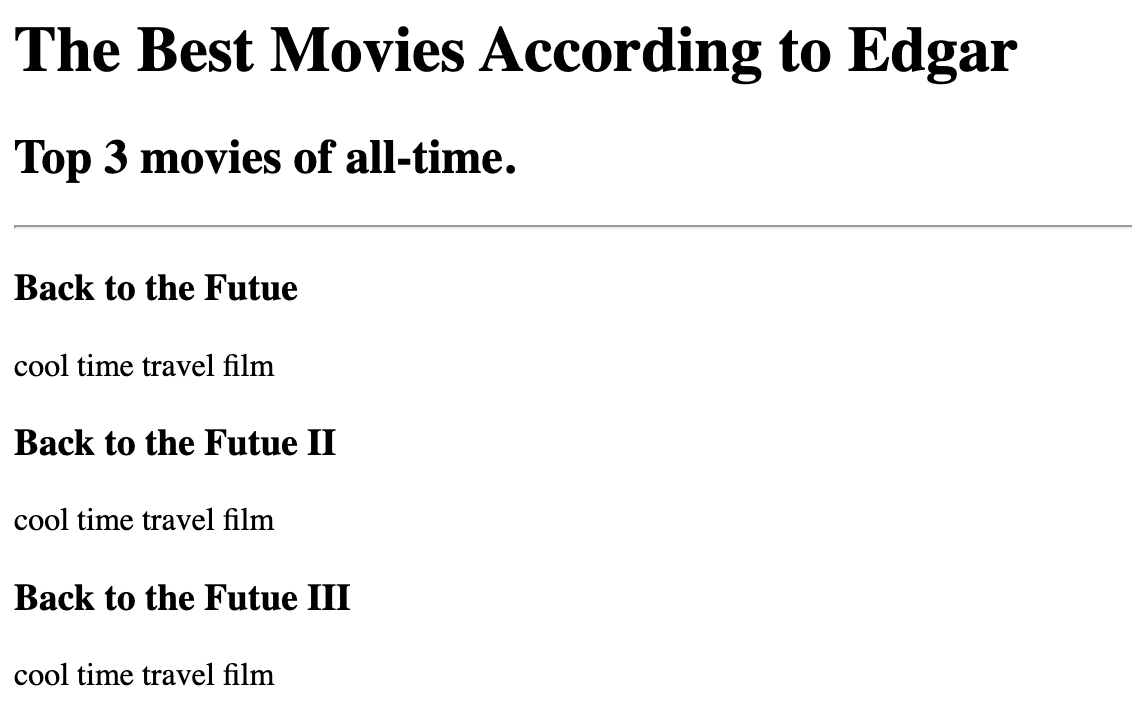 The Best Movies According to Edgar
Top 3 movies of all-time.
Back to the Futue
cool time travel film
Back to the Futue II
cool time travel film
Back to the Futue III
cool time travel film